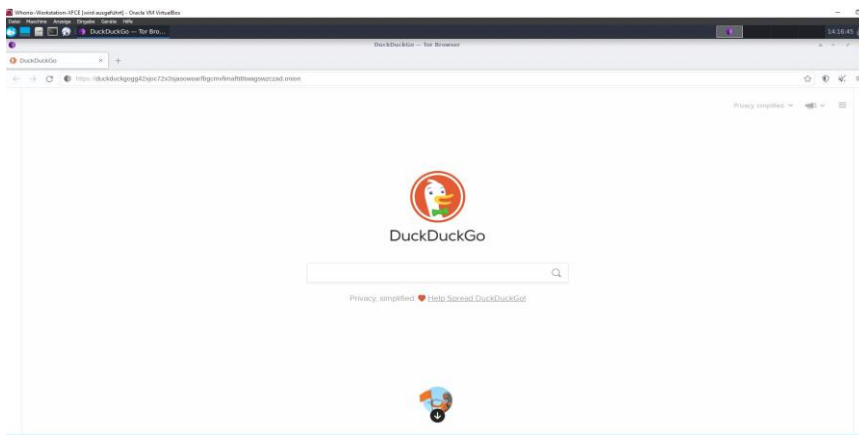 Whonix-Workstation-XFCE [wird ausgeführt] - Oracle VM VirtualBox
Datei Maschine Anzeige Eingabe Geräte Hilfe
DuckDuckGo — Tor Bro...
14:16:45
DuckDuckGo — Tor Browser
DuckDuckGo
Privacy, simplified.
DuckDuckGo
Privacy, simplified. Help Spread DuckDuckGo!